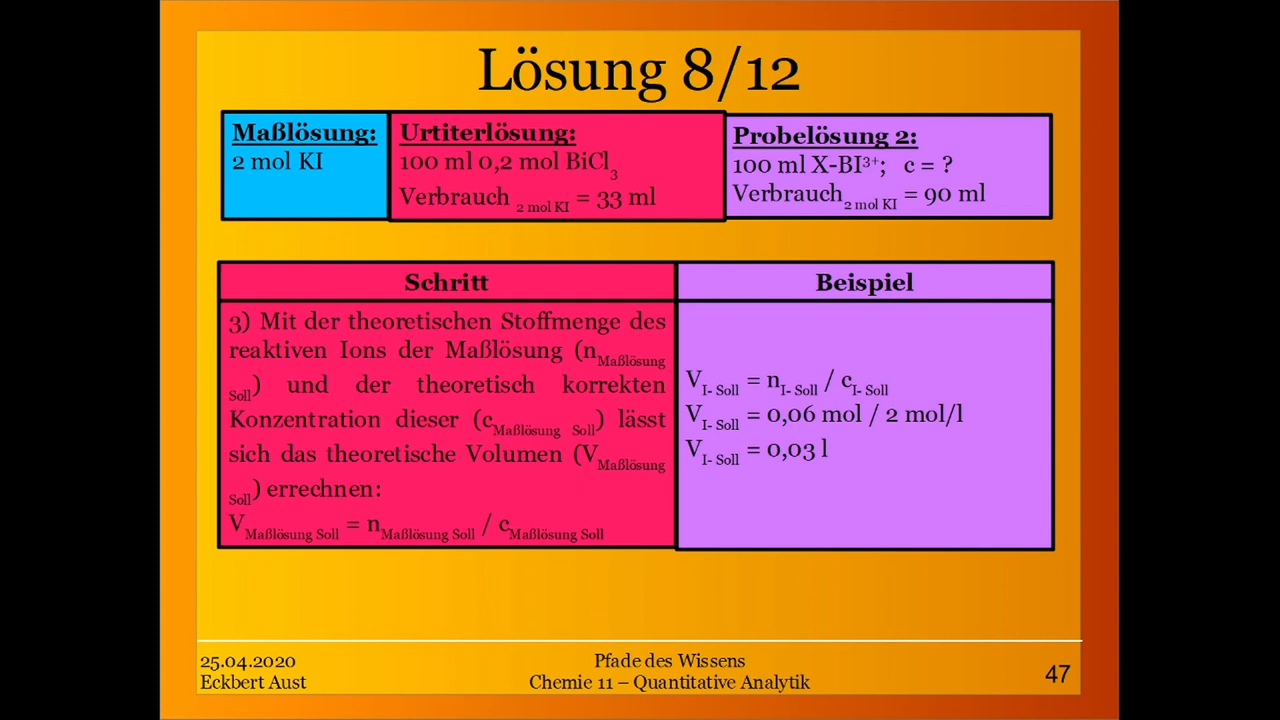 Lösung 8/12
Maßlösung:
2 mol KI
Urtiterlösung:
100 ml 0,2 mol BiCl3
Verbrauch 2 mol KI = 33 ml
Probelösung 2:
100 ml X-BI3+; c = ?
Verbrauch2 mol KI = 90 ml
Schritt
3) Mit der theoretischen Stoffmenge des
reaktiven Ions der Maßlösung (nMaßlösung
Soll) und der theoretisch korrekten
Konzentration dieser (cMaßlösung Soll) lässt
sich das theoretische Volumen (VMaßlösung
Soll) errechnen:
VMaßlösung Soll = nMaßlösung Soll / cMaßlösung Soll
Beispiel
VI- Soll = nI- Soll / cI- Soll
VI- Soll = 0,06 mol / 2 mol/l
VI- Soll = 0,03 l
25.04.2020
Eckbert Aust
Pfade des Wissens
Chemie 11 – Quantitative Analytik
47